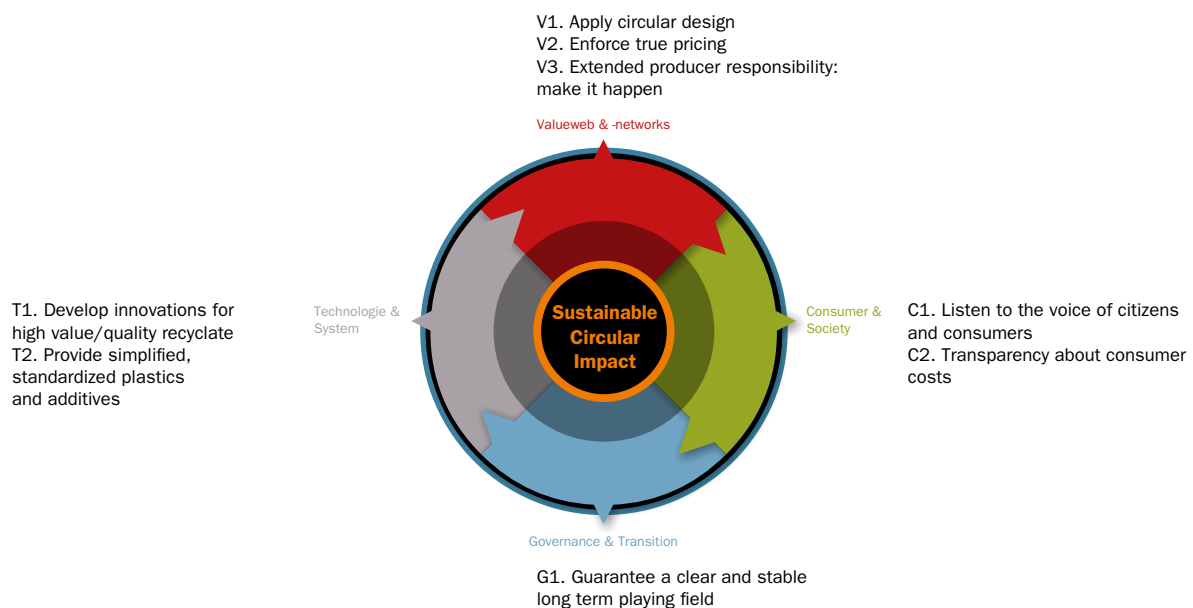 V1. Apply circular design
V2. Enforce true pricing
V3. Extended producer responsibility:
make it happen
Valueweb & -networks
T1. Develop innovations for
high value/quality recyclate
T2. Provide simplified,
standardized plastics
and additives
Technologie &
System
Sustainable
Circular
Impact
Consumer &
Society
C1. Listen to the voice of citizens
and consumers
C2. Transparency about consumer
costs
Governance & Transition
G1. Guarantee a clear and stable
long term playing field